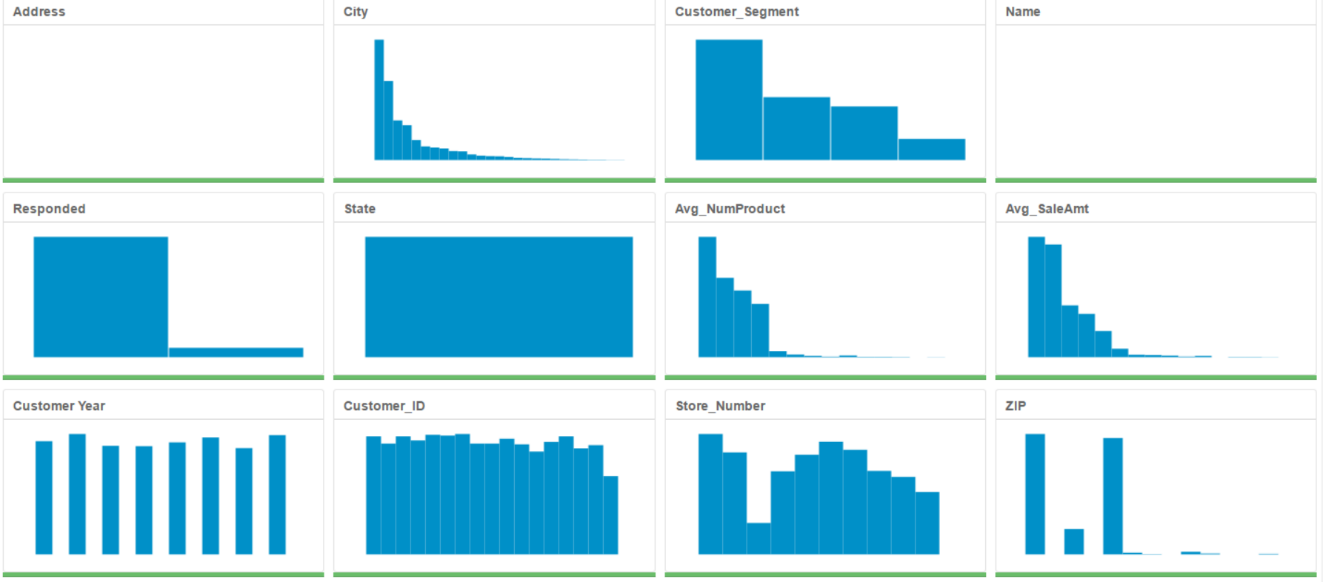 Address
City
Customer_Segment
Name
Responded
State
Avg_NumProduct
Avg_SaleAmt
Customer Year
Customer_ID
Store_Number
ZIP